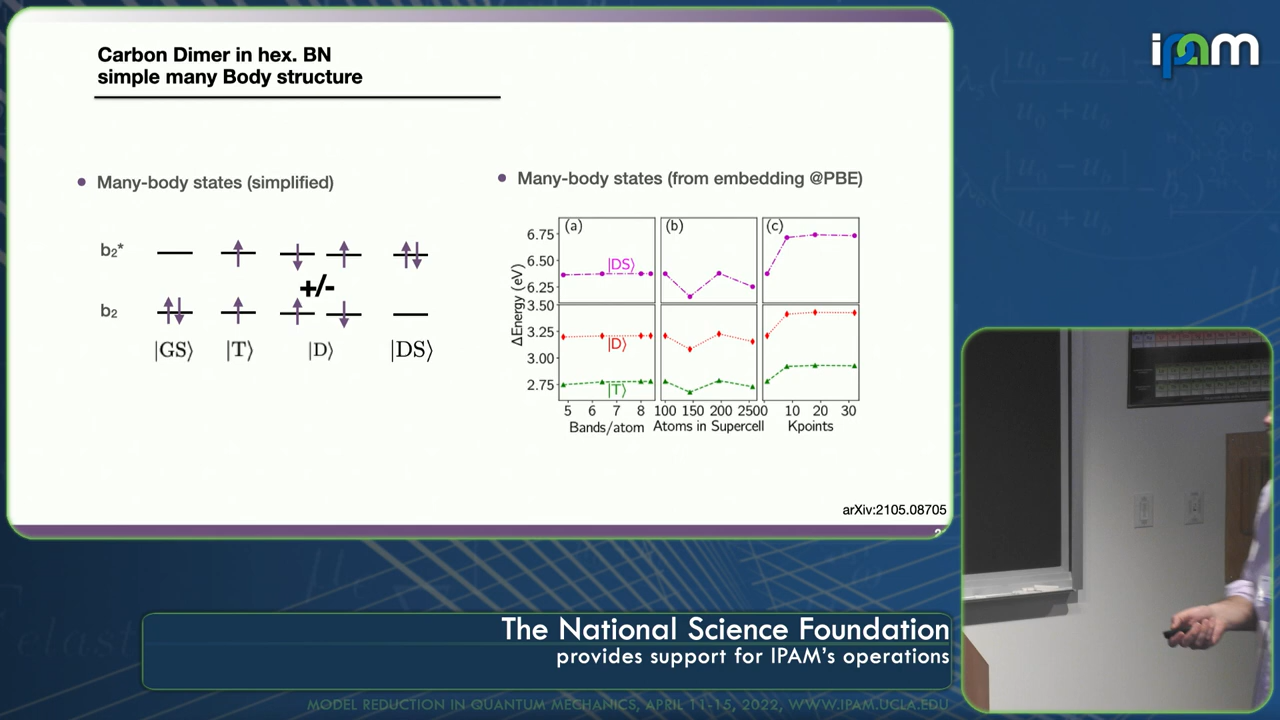 Carbon Dimer in hex. BN
simple many Body structure
ipam
• Many-body states (simplified)
b₂*
b₂
+/-
|GS⟩ |T⟩ |D⟩ |DS⟩
• Many-body states (from embedding @PBE)
(a) (b) (c)
ΔEnergy (eV)
6.75
6.50
6.25
3.50
3.25
3.00
2.75
|DS⟩
|D⟩
|T⟩
5 6 7 8 100 150 200 250 0 10 20 30
Bands/atom Atoms in Supercell Kpoints
arXiv:2105.08705
The National Science Foundation
provides support for IPAM's operations
MODEL REDUCTION IN QUANTUM MECHANICS, APRIL 11-15, 2022, WWW.IPAM.UCLA.EDU